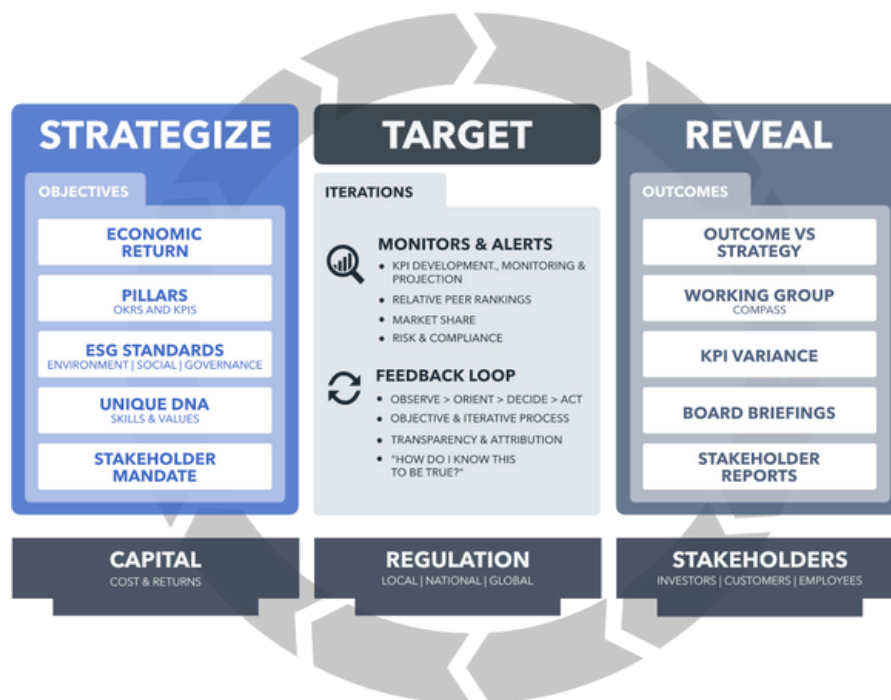 STRATEGIZE
OBJECTIVES
ECONOMIC
RETURN
PILLARS
OKRS AND KPIS
ESG STANDARDS
ENVIRONMENT | SOCIAL | GOVERNANCE
UNIQUE DNA
SKILLS & VALUES
STAKEHOLDER
MANDATE
TARGET
ITERATIONS
MONITORS & ALERTS
• KPI DEVELOPMENT., MONITORING &
PROJECTION
• RELATIVE PEER RANKINGS
• MARKET SHARE
• RISK & COMPLIANCE
FEEDBACK LOOP
• OBSERVE > ORIENT > DECIDE > ACT
• OBJECTIVE & ITERATIVE PROCESS
• TRANSPARENCY & ATTRIBUTION
• "HOW DO I KNOW THIS
TO BE TRUE?"
REVEAL
OUTCOMES
OUTCOME VS
STRATEGY
WORKING GROUP
COMPASS
KPI VARIANCE
BOARD BRIEFINGS
STAKEHOLDER
REPORTS
CAPITAL
COST & RETURNS
REGULATION
LOCAL | NATIONAL | GLOBAL
STAKEHOLDERS
INVESTORS | CUSTOMERS | EMPLOYEES